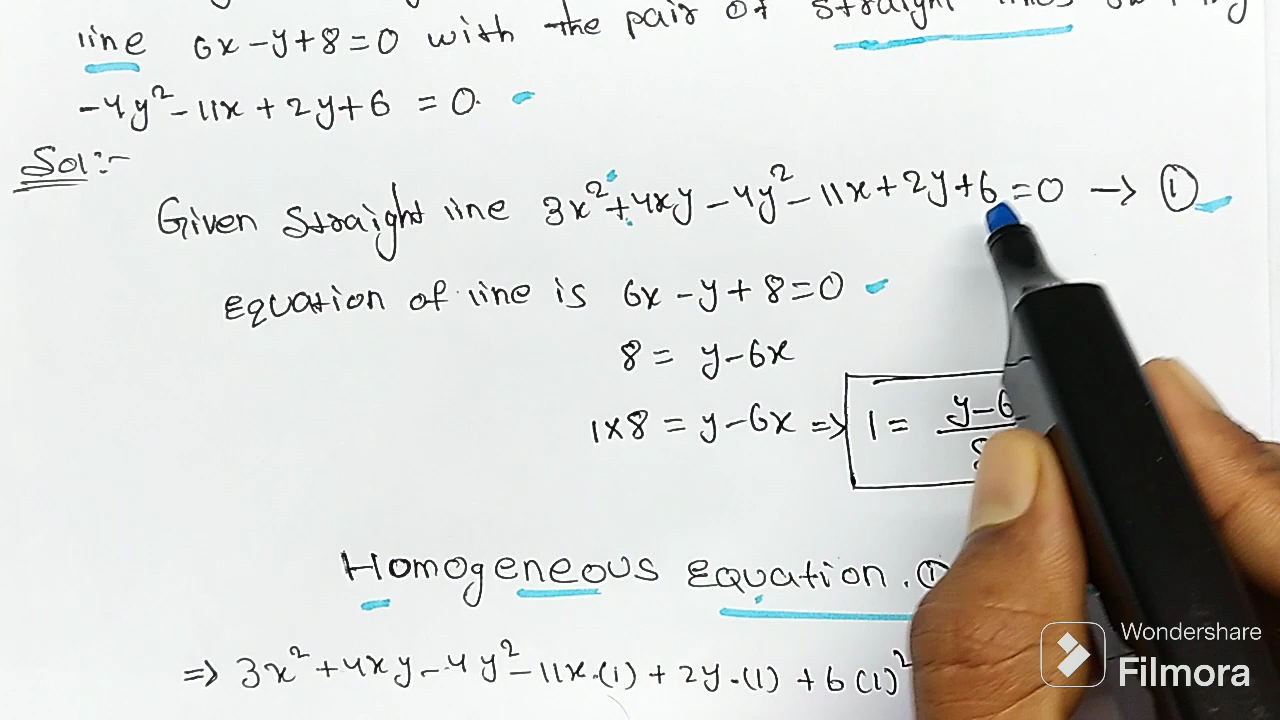 straight
line 6x-y+8=0 with the pair of
-4y²-11x+2y+6 =0.
Sol:-
Given Straight line 3x²+4xy-4y²-11x+2y+6=0 → ①
Equation of line is 6x-y+8=0
8= y-6x
1×8 = y-6x => 1= y-6
Homogeneous Equation. ①
=> 3x²+4xy-4y²-11x.(1)+2y.(1)+6(1)²
Wondershare
Filmora